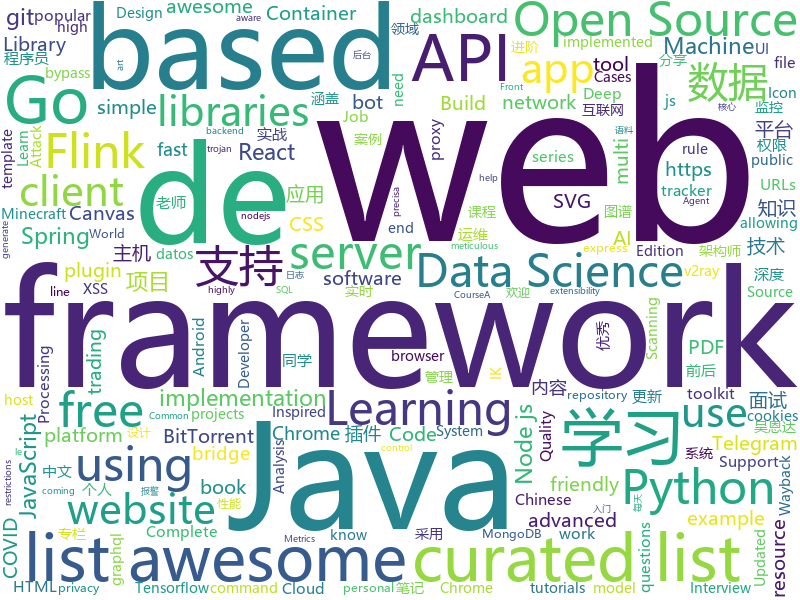 git popular awesome Container
high Design dashboard Open Source
aware 领域 implemented 进阶 分享
Library based API Machine UI
程序员 后台 app tool Cases file
bypass art need Build Deep 数据 Icon
Go simple 涵盖 bot network 互联网 js 监控
libraries Job proxy 平台
template Learn Attack backend 实战 React 案例 series rule 权限
Flink fast trojan web multi https public
client 老师 de 应用 SVG tracker URLs
Minecraft Canvas nodejs precisa help CSS 课程 图谱 知识
generate World end 运维 AI Edition 架构师 allowing
Spring datos 支持 server meticulous express Agent 技术
plugin 主机 software Data Science v2ray 深度
line XSS 项目 日志 实时 SQL CourseA 欢迎 extensibility Source
framework
Processing trading Android Developer 同学 browser 优秀 Scanning PDF 前后
host free implementation 管理 IK repository 更新 toolkit
JavaScript Common Inspired projects Learning 学习 use 面试 cookies
platform 设计 BitTorrent Chrome 插件 Code System Node js Quality 吴恩达
restrictions 中文 bridge Java control friendly Telegram
le using Analysis Python Support 系统 Wayback
coming 个人 报警 book 性能 Chinese advanced 每天
COVID 专栏 website Complete know 采用 MongoDB 入门 核心 语料 Front example
graphql Metrics work questions Updated resource
list awesome curated list
HTML privacy Tensorflow command Cloud personal 笔记 Chrome tutorials model Interview